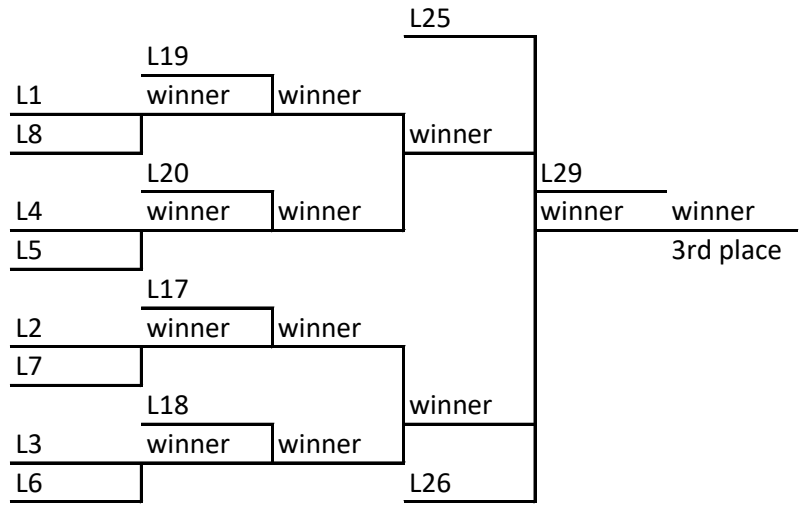 L25
L19
L1 winner winner
L8 winner
L20 L29
L4 winner winner winner winner
L5 3rd place
L17
L2 winner winner
L7
L18 winner
L3 winner winner
L6 L26